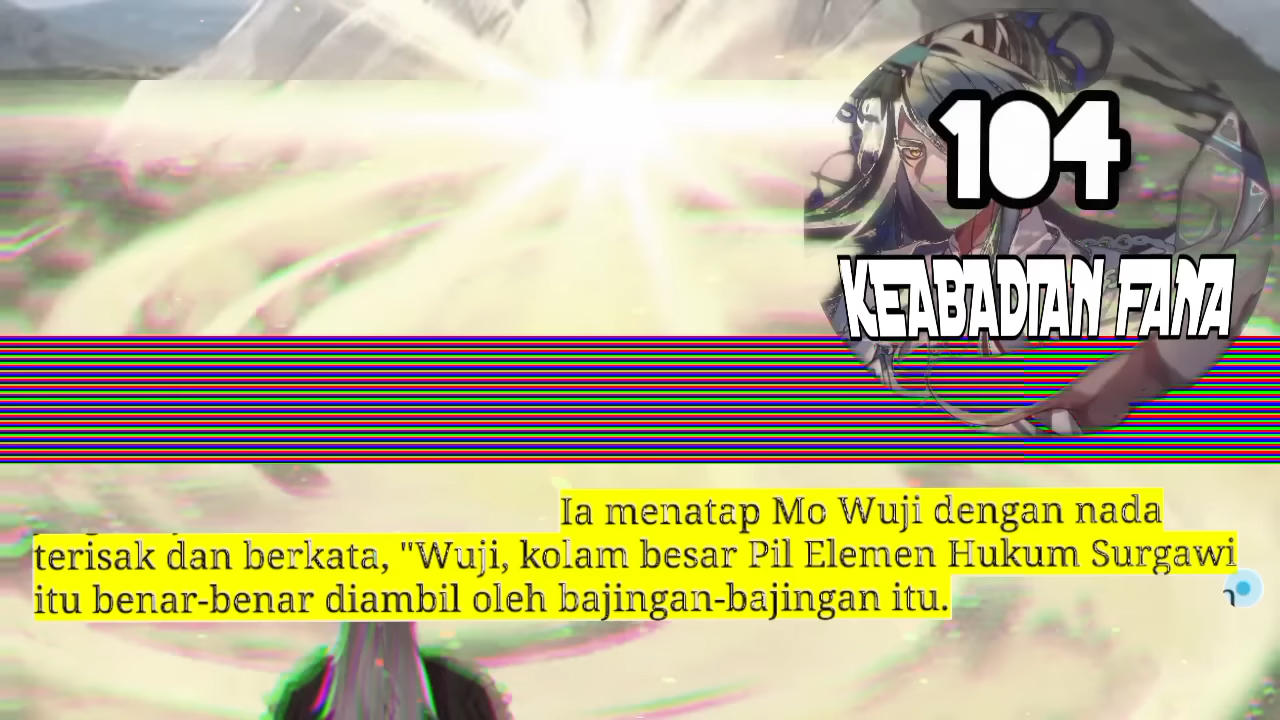 104
KEABADIAN FANA
Ia menatap Mo Wuji dengan nada
terisak dan berkata, "Wuji, kolam besar Pil Elemen Hukum Surgawi
itu benar-benar diambil oleh bajingan-bajingan itu.